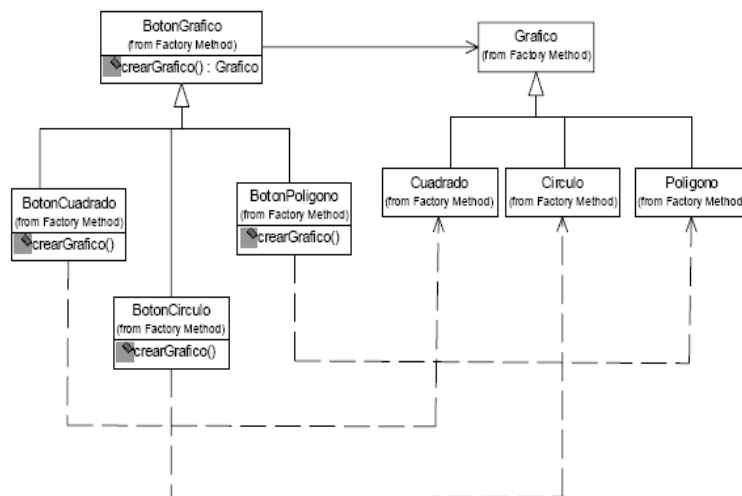 BotonGrafico
(from Factory Method)
crearGrafico() : Grafico
Grafico
(from Factory Method)
BotonCuadrado
(from Factory Method)
crearGrafico()
BotonPoligono
(from Factory Method)
crearGrafico()
Cuadrado
(from Factory Method)
Circulo
(from Factory Method)
Poligono
(from Factory Method)
BotonCirculo
(from Factory Method)
crearGrafico()